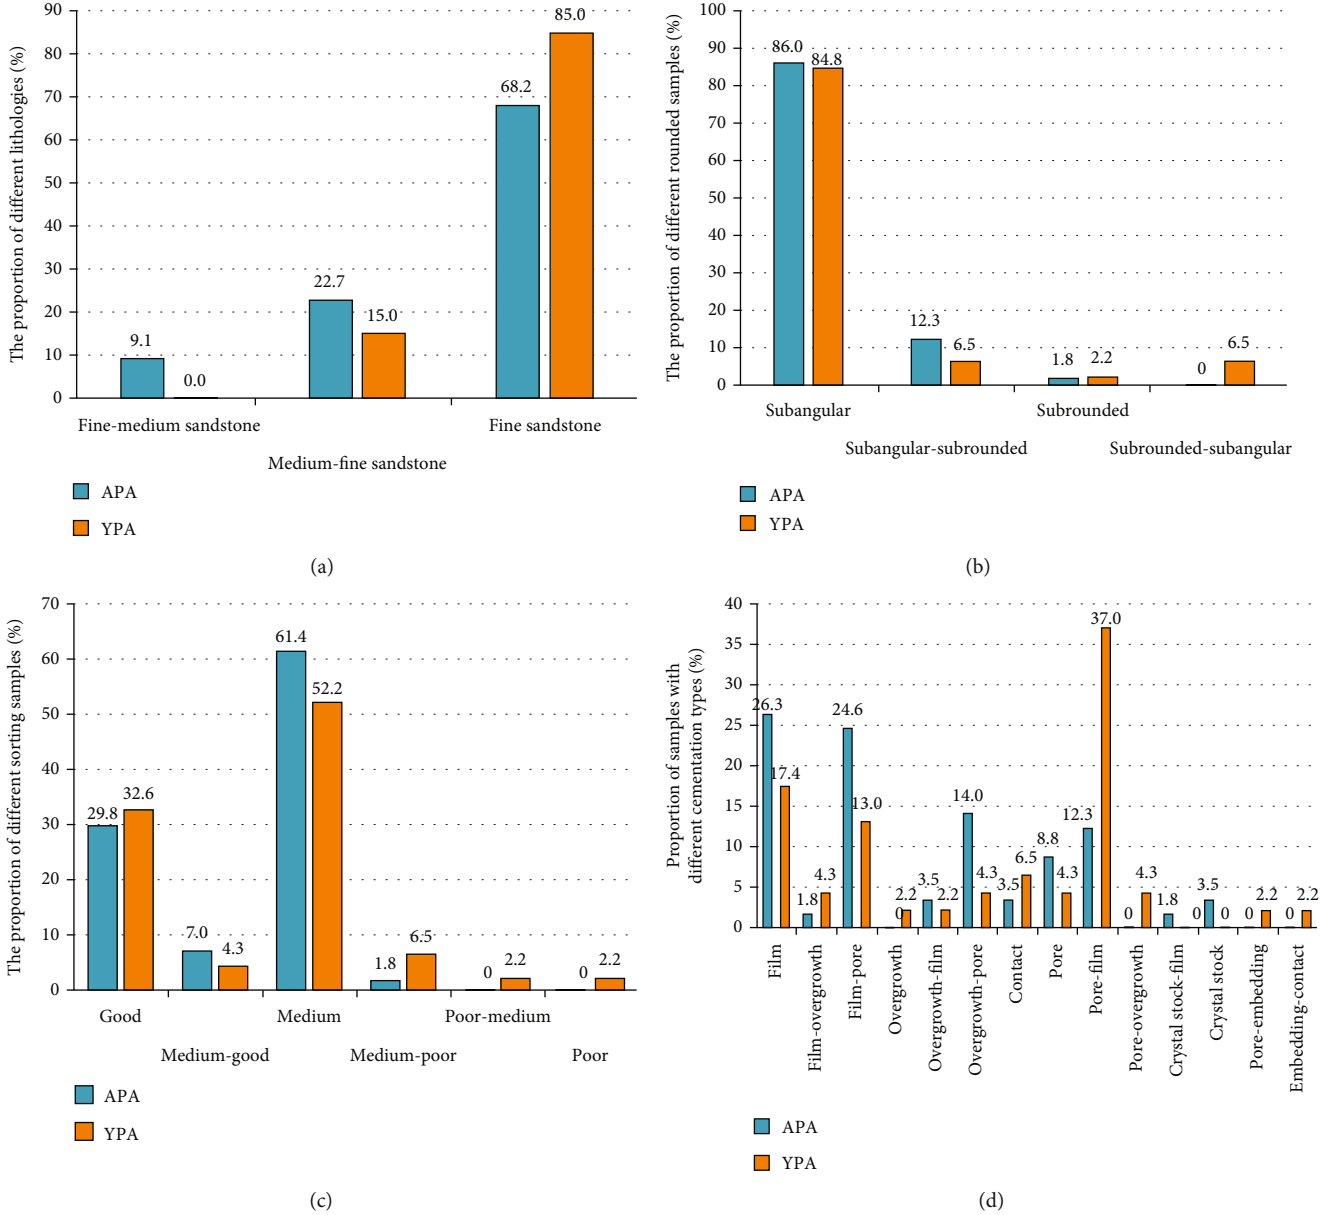 The proportion of different lithologies (%)
90
80
70
60
50
40
30
20
10
0
9.1
0.0
22.7
15.0
68.2
85.0
Fine-medium sandstone
Medium-fine sandstone
Fine sandstone
APA
YPA
(a)
The proportion of different rounded samples (%)
100
90
80
70
60
50
40
30
20
10
0
86.0
84.8
12.3
6.5
1.8
2.2
0
6.5
Subangular
Subangular-subrounded
Subrounded
Subrounded-subangular
APA
YPA
(b)
The proportion of different sorting samples (%)
70
60
50
40
30
20
10
0
29.8
32.6
7.0
4.3
61.4
52.2
1.8
6.5
0
2.2
0
2.2
Good
Medium-good
Medium
Medium-poor
Poor-medium
Poor
APA
YPA
(c)
Proportion of samples with
different cementation types (%)
40
35
30
25
20
15
10
5
0
26.3
17.4
1.8
4.3
24.6
13.0
0
2.2
3.5
2.2
14.0
4.3
3.5
6.5
8.8
4.3
12.3
37.0
0
4.3
1.8
0
3.5
0
0
2.2
0
2.2
Film
Film-overgrowth
Film-pore
Overgrowth
Overgrowth-film
Overgrowth-pore
Contact
Pore
Pore-film
Pore-overgrowth
Crystal stock-film
Crystal stock
Pore-embedding
Embedding-contact
APA
YPA
(d)